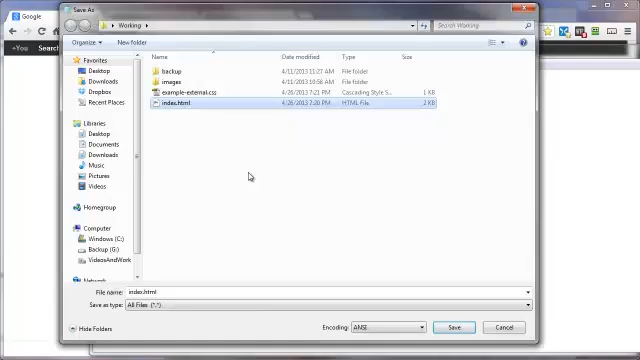 Save As
Google
+You
Search
Working
Search Working
Organize
New folder
Name
Date modified
Type
Size
Favorites
Desktop
Downloads
Dropbox
Recent Places
Libraries
Desktop
Documents
Downloads
Music
Pictures
Videos
Homegroup
Computer
Windows (C:)
Backup (G:)
VideosAndWork
Network
backup 4/11/2013 11:27 AM File folder
images 4/11/2013 10:58 AM File folder
example-external.css 4/26/2013 7:21 PM Cascading Style S... 1 KB
index.html 4/26/2013 7:20 PM HTML File 2 KB
File name: index.html
Save as type: All Files (*.*)
Hide Folders
Encoding: ANSI
Save
Cancel